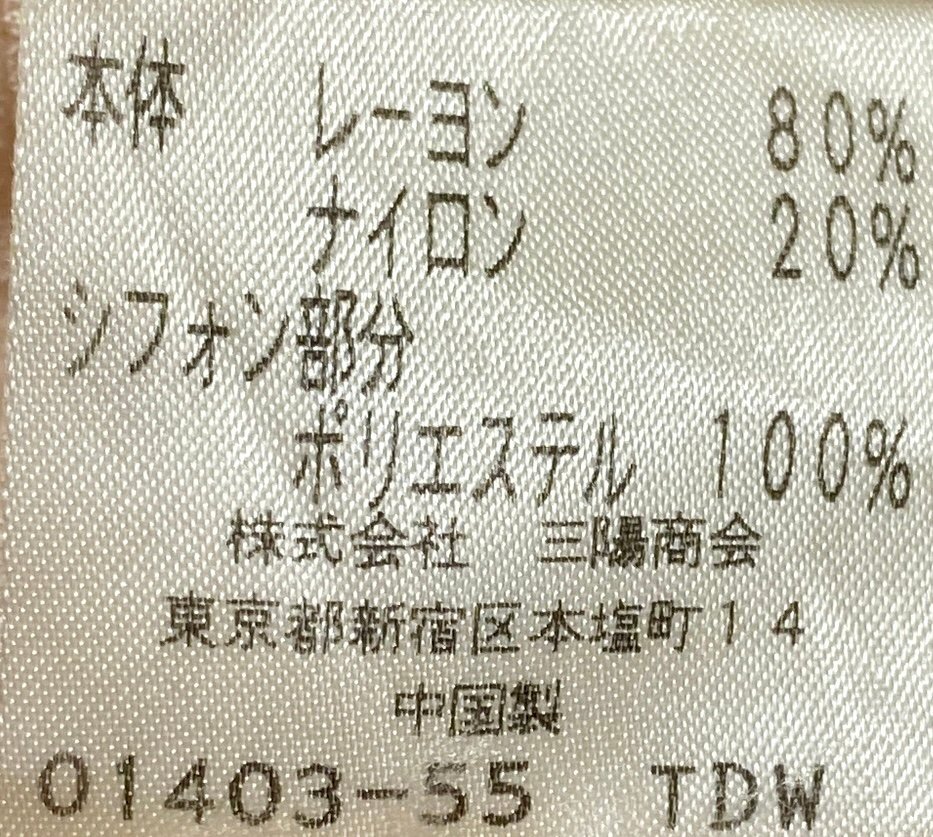 本体 レーヨン 80%
ナイロン 20%
シフォン部分
ポリエステル 100%
株式会社 三陽商会
東京都新宿区本塩町14
中国製
01403-55 TDW